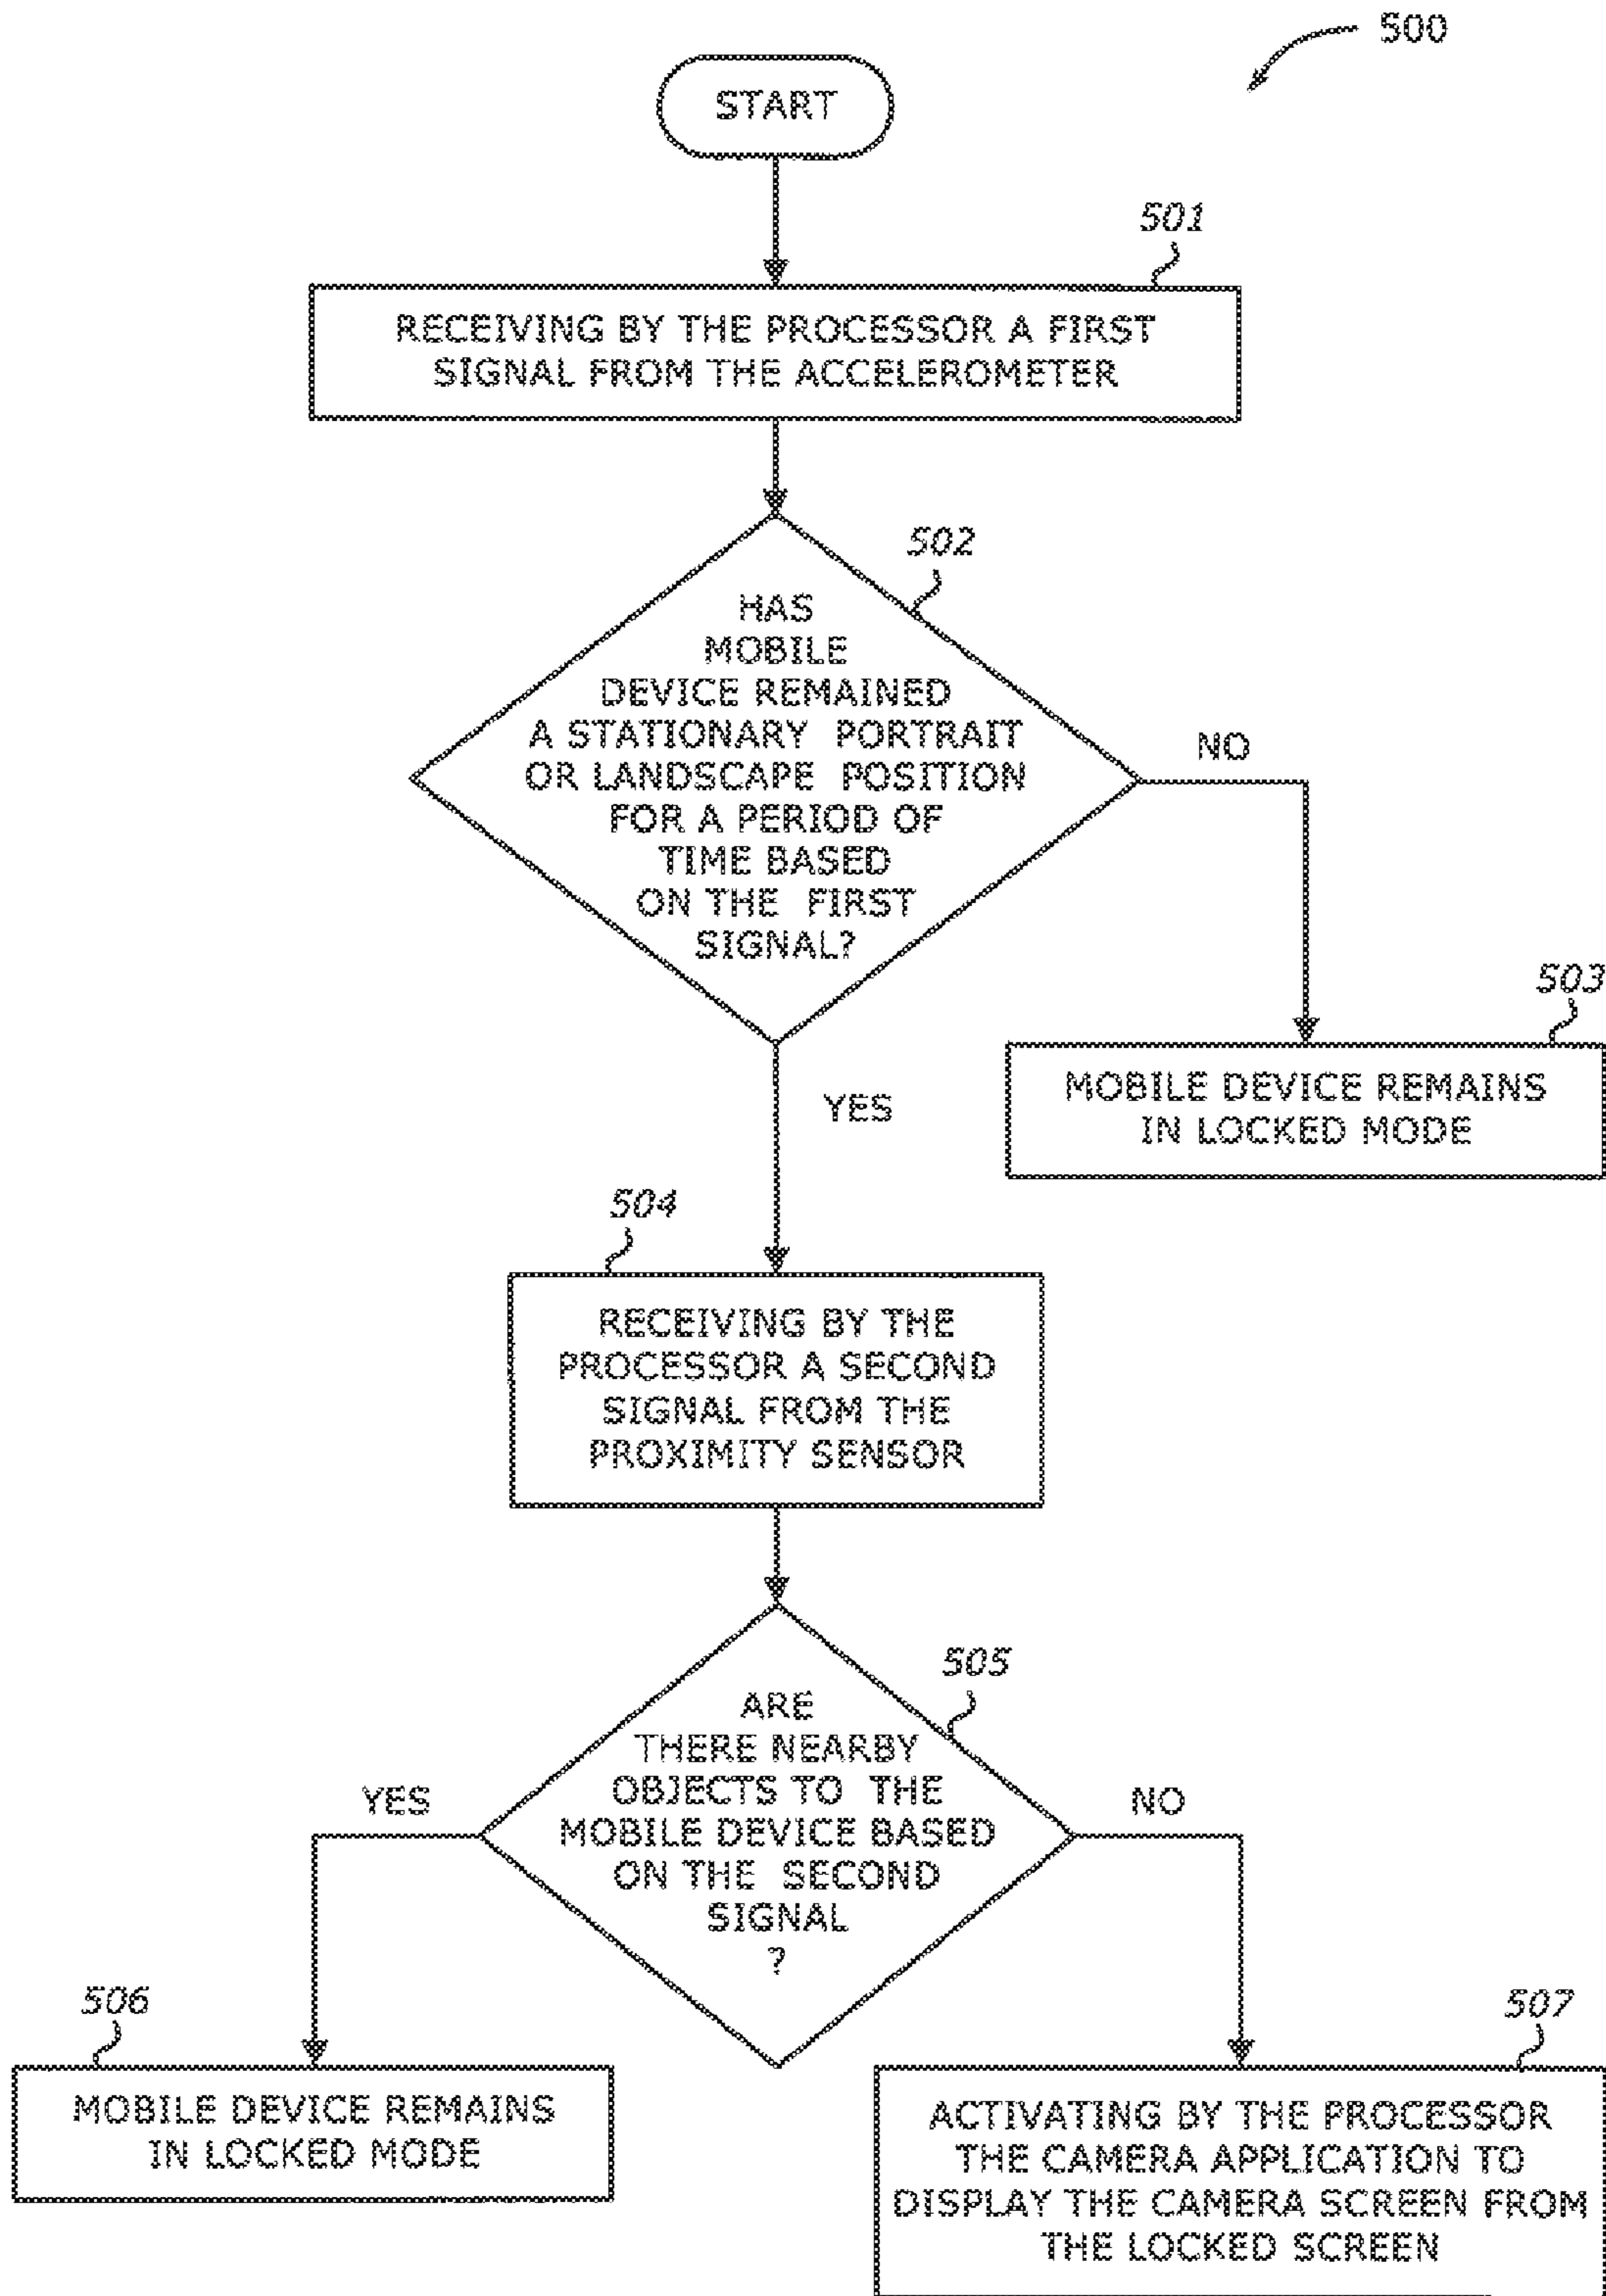 500
START
501
RECEIVING BY THE PROCESSOR A FIRST
SIGNAL FROM THE ACCELEROMETER
502
HAS
MOBILE
DEVICE REMAINED
A STATIONARY PORTRAIT
OR LANDSCAPE POSITION
FOR A PERIOD OF
TIME BASED
ON THE FIRST
SIGNAL?
NO
503
MOBILE DEVICE REMAINS
IN LOCKED MODE
YES
504
RECEIVING BY THE
PROCESSOR A SECOND
SIGNAL FROM THE
PROXIMITY SENSOR
505
ARE
THERE NEARBY
OBJECTS TO THE
MOBILE DEVICE BASED
ON THE SECOND
SIGNAL
?
YES
NO
506
MOBILE DEVICE REMAINS
IN LOCKED MODE
507
ACTIVATING BY THE PROCESSOR
THE CAMERA APPLICATION TO
DISPLAY THE CAMERA SCREEN FROM
THE LOCKED SCREEN